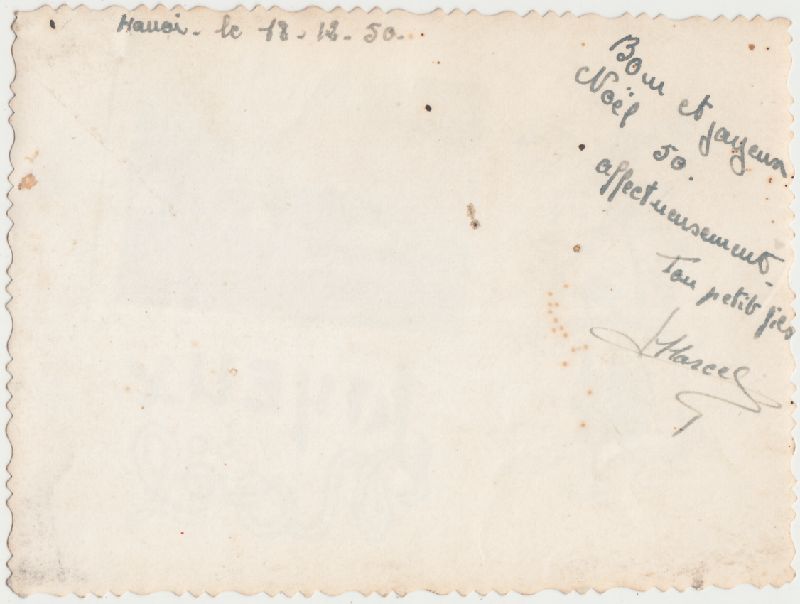 Hanoi. le 18. 12. 50.
Bon et joyeux
Noël 50.
affectueusement.
Ton petit fils
Marcel